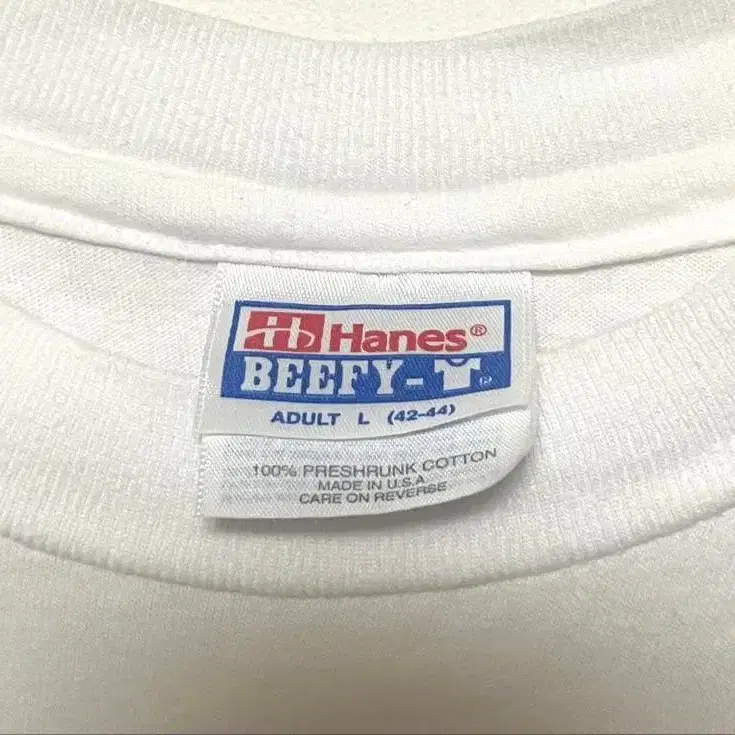 Hanes®
BEEFY-T®
ADULT L (42-44)
100% PRESHRUNK COTTON
MADE IN U.S.A
CARE ON REVERSE